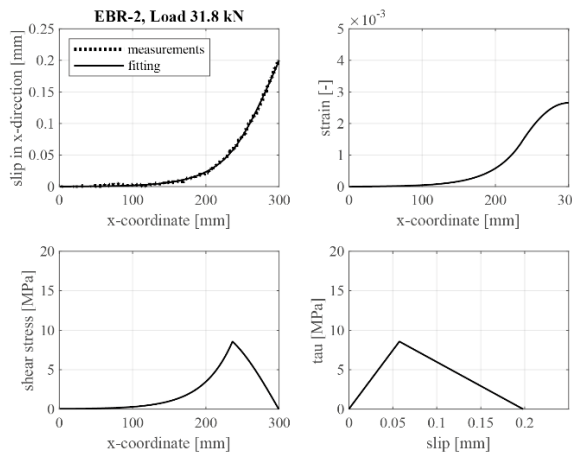 EBR-2, Load 31.8 kN
slip in x-direction [mm]
0.25
0.2
0.15
0.1
0.05
0
measurements
fitting
0 100 200 300
x-coordinate [mm]
×10⁻³
strain [-]
5
4
3
2
1
0
0 100 200 300
x-coordinate [mm]
shear stress [MPa]
20
15
10
5
0
0 100 200 300
x-coordinate [mm]
tau [MPa]
20
15
10
5
0
0 0.05 0.1 0.15 0.2
slip [mm]